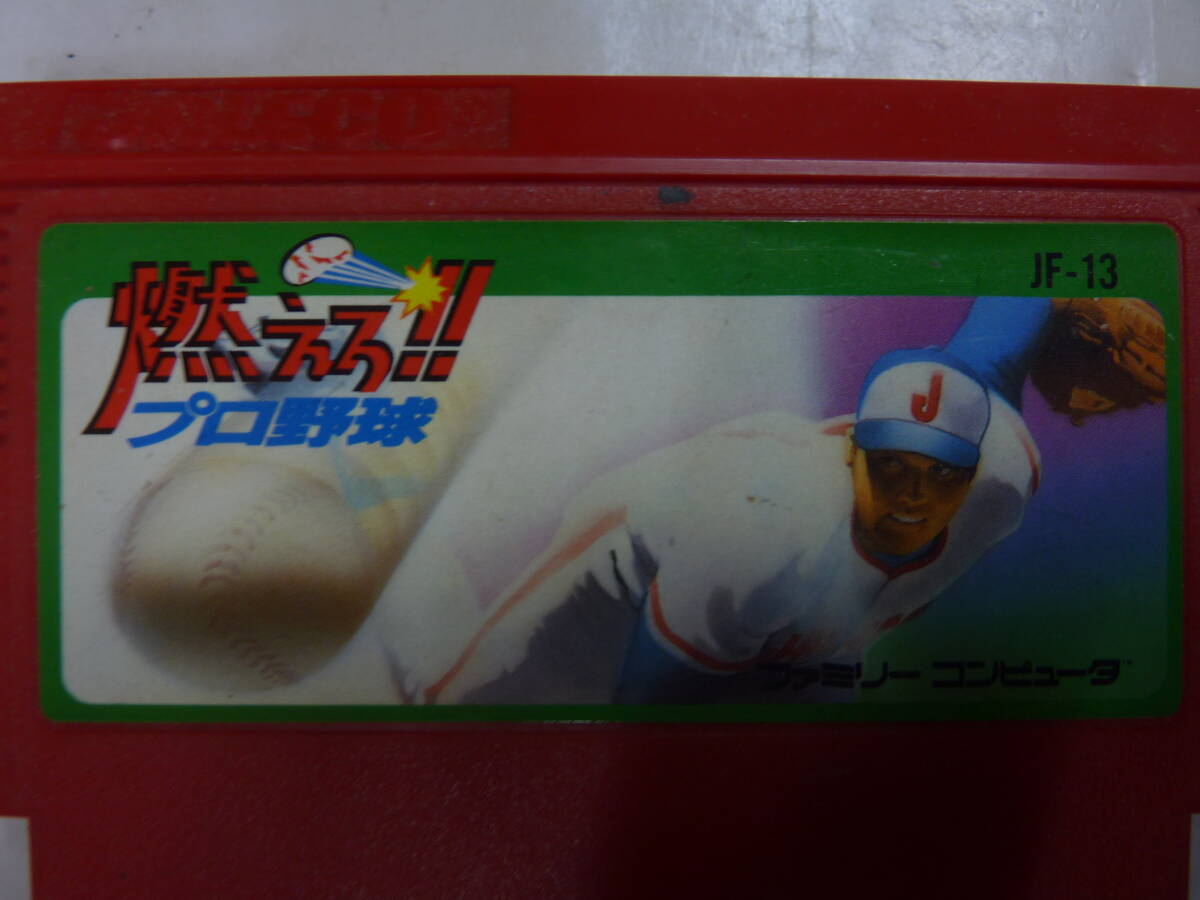 JF-13
燃えろ!!
プロ野球
J
ファミリー コンピュータ